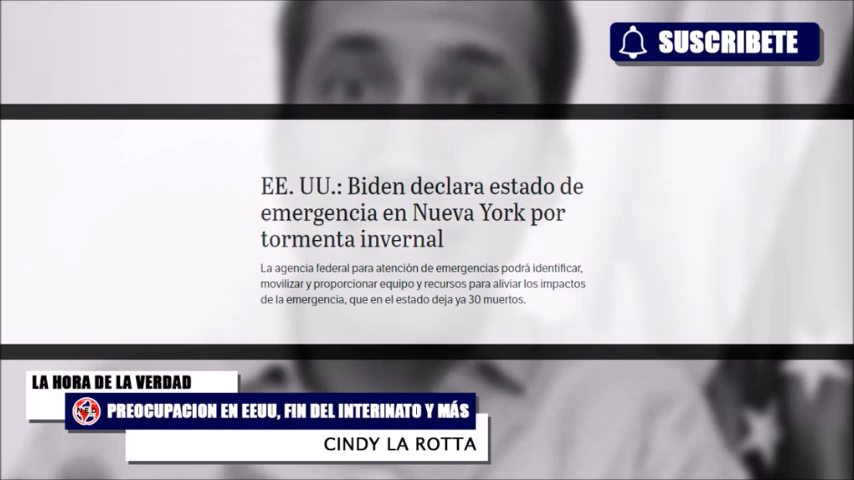 SUSCRIBETE
EE. UU.: Biden declara estado de
emergencia en Nueva York por
tormenta invernal
La agencia federal para atención de emergencias podrá identificar,
movilizar y proporcionar equipo y recursos para aliviar los impactos
de la emergencia, que en el estado deja ya 30 muertos.
LA HORA DE LA VERDAD
PREOCUPACION EN EEUU, FIN DEL INTERINATO Y MÁS
CINDY LA ROTTA